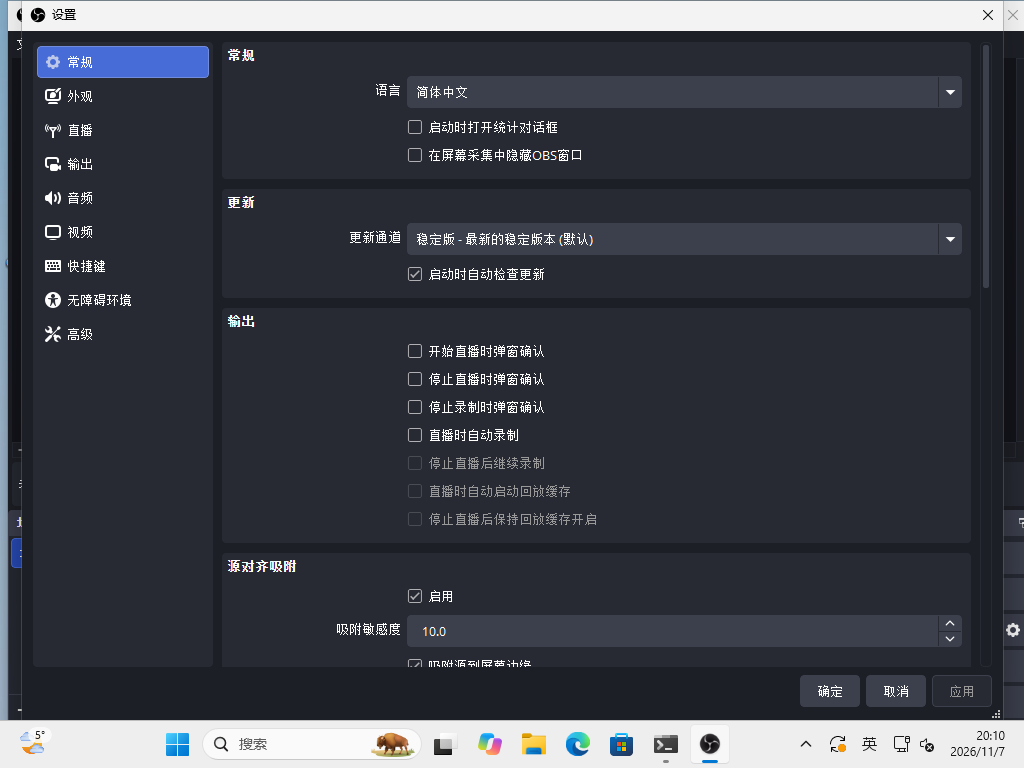 设置
常规
外观
直播
输出
音频
视频
快捷键
无障碍环境
高级
常规
语言 简体中文
启动时打开统计对话框
在屏幕采集中隐藏OBS窗口
更新
更新通道 稳定版 - 最新的稳定版本 (默认)
启动时自动检查更新
输出
开始直播时弹窗确认
停止直播时弹窗确认
停止录制时弹窗确认
直播时自动录制
停止直播后继续录制
直播时自动启动回放缓存
停止直播后保持回放缓存开启
源对齐吸附
启用
吸附敏感度 10.0
吸附源到屏幕边缘
确定 取消 应用
5°
搜索
英
20:10
2026/11/7